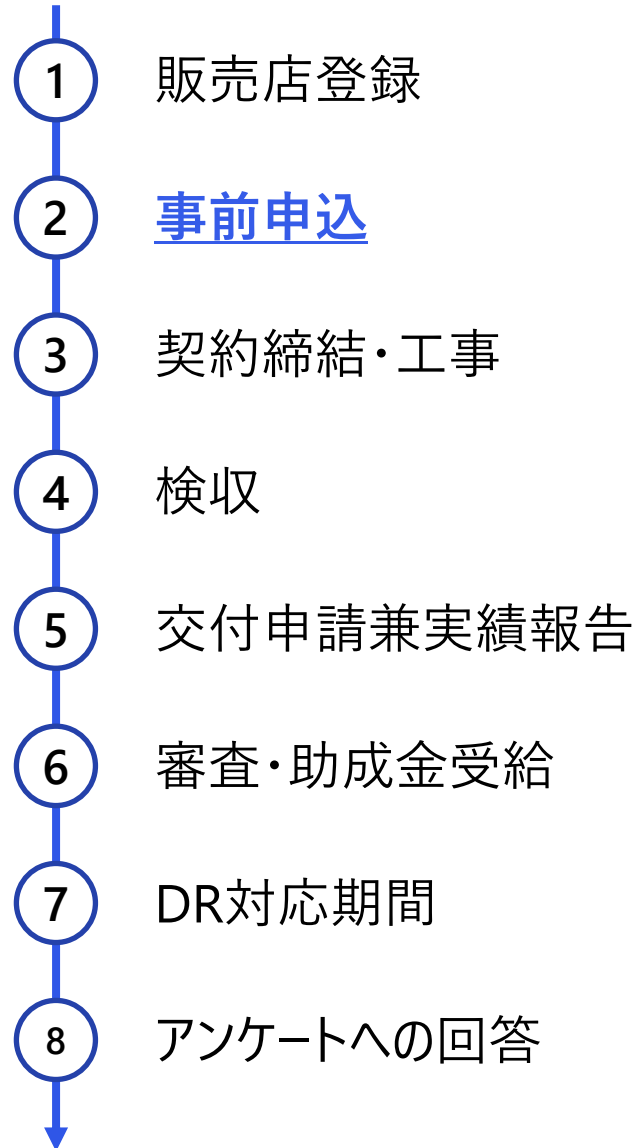 1 販売店登録
2 事前申込
3 契約締結・工事
4 検収
5 交付申請兼実績報告
6 審査・助成金受給
7 DR対応期間
8 アンケートへの回答